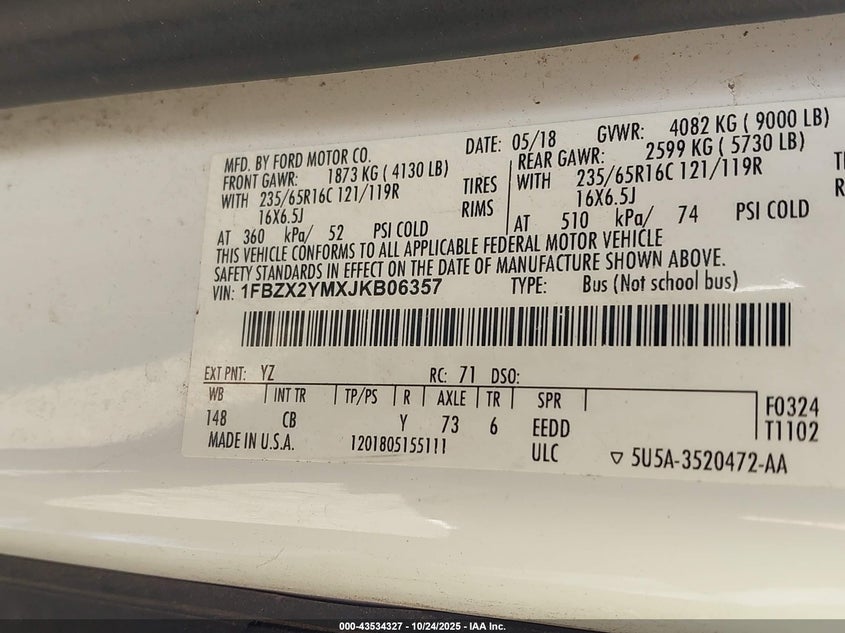 MFD. BY FORD MOTOR CO. DATE: 05/18 GVWR: 4082 KG ( 9000 LB)
FRONT GAWR: 1873 KG ( 4130 LB) REAR GAWR: 2599 KG ( 5730 LB)
WITH 235/65R16C 121/119R TIRES WITH 235/65R16C 121/119R
16X6.5J RIMS 16X6.5J
AT 360 kPa/ 52 PSI COLD AT 510 kPa/ 74 PSI COLD
THIS VEHICLE CONFORMS TO ALL APPLICABLE FEDERAL MOTOR VEHICLE
SAFETY STANDARDS IN EFFECT ON THE DATE OF MANUFACTURE SHOWN ABOVE.
VIN: 1FBZX2YMXJKB06357 TYPE: Bus (Not school bus)
EXT PNT: YZ RC: 71 DSO:
WB INT TR TP/PS R AXLE TR SPR
148 CB Y 73 6 EEDD
F0324
T1102
MADE IN U.S.A. 1201805155111 ULC ▽ 5U5A-3520472-AA
000-43534327 - 10/24/2025 - IAA Inc.